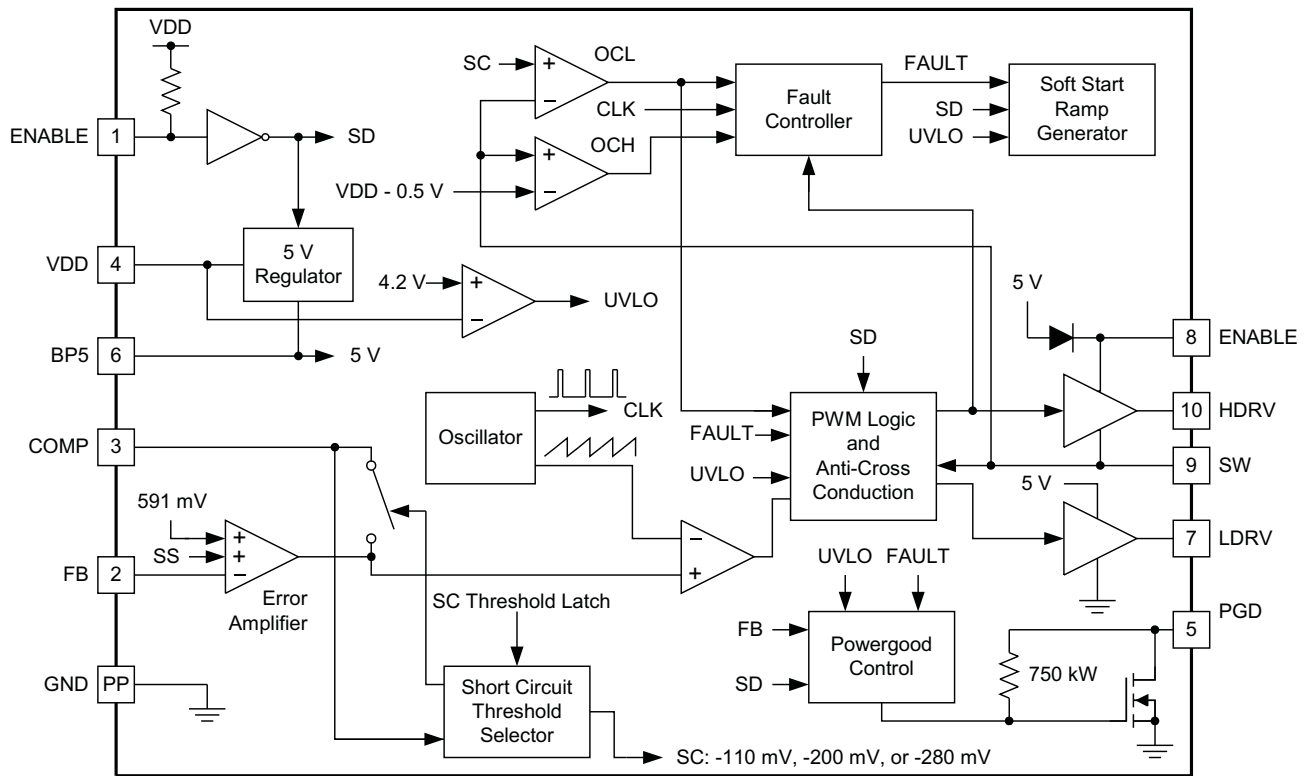 VDD
ENABLE
1
SD
VDD
4
5 V
Regulator
BP5
6
5 V
4.2 V
+
−
UVLO
SC
+
−
OCL
CLK
OCH
+
−
VDD - 0.5 V
Fault
Controller
FAULT
SD
UVLO
Soft Start
Ramp
Generator
COMP
3
591 mV
SS
FB
2
+
+
−
Error
Amplifier
GND
PP
Oscillator
CLK
SC Threshold Latch
Short Circuit
Threshold
Selector
SC: -110 mV, -200 mV, or -280 mV
−
+
SD
FAULT
UVLO
PWM Logic
and
Anti-Cross
Conduction
5 V
8
ENABLE
10
HDRV
9
SW
5 V
7
LDRV
UVLO
FAULT
FB
SD
Powergood
Control
750 kW
PGD
5